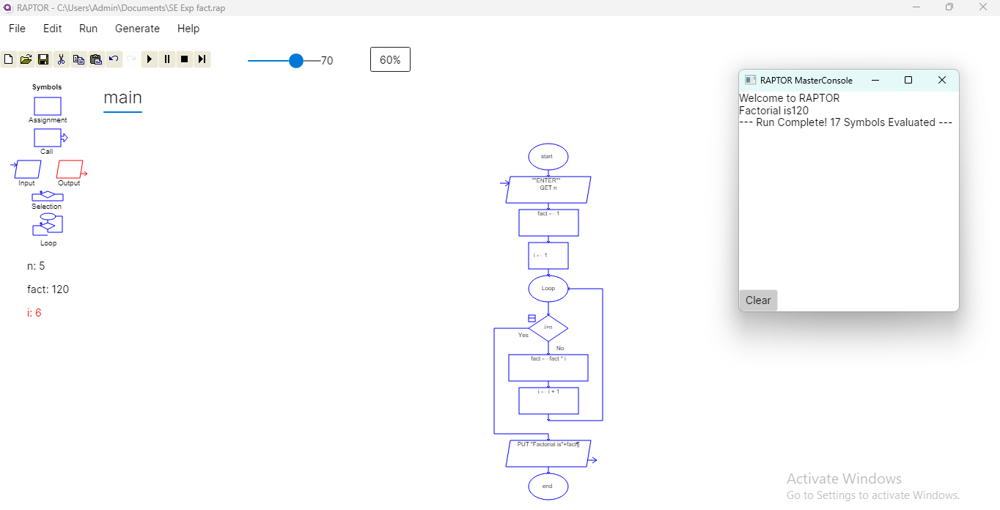 RAPTOR - C:\Users\Admin\Documents\SE Exp fact.rap
File Edit Run Generate Help
70
60%
Symbols
Assignment
Call
Input Output
Selection
Loop
n: 5
fact: 120
i: 6
main
start
""ENTER""
GET n
fact ← 1
i ← 1
Loop
i>n
Yes
No
fact ← fact * i
i ← i + 1
PUT "Factorial is"+fact¶
end
RAPTOR MasterConsole
Welcome to RAPTOR
Factorial is120
--- Run Complete! 17 Symbols Evaluated ---
Clear
Activate Windows
Go to Settings to activate Windows.